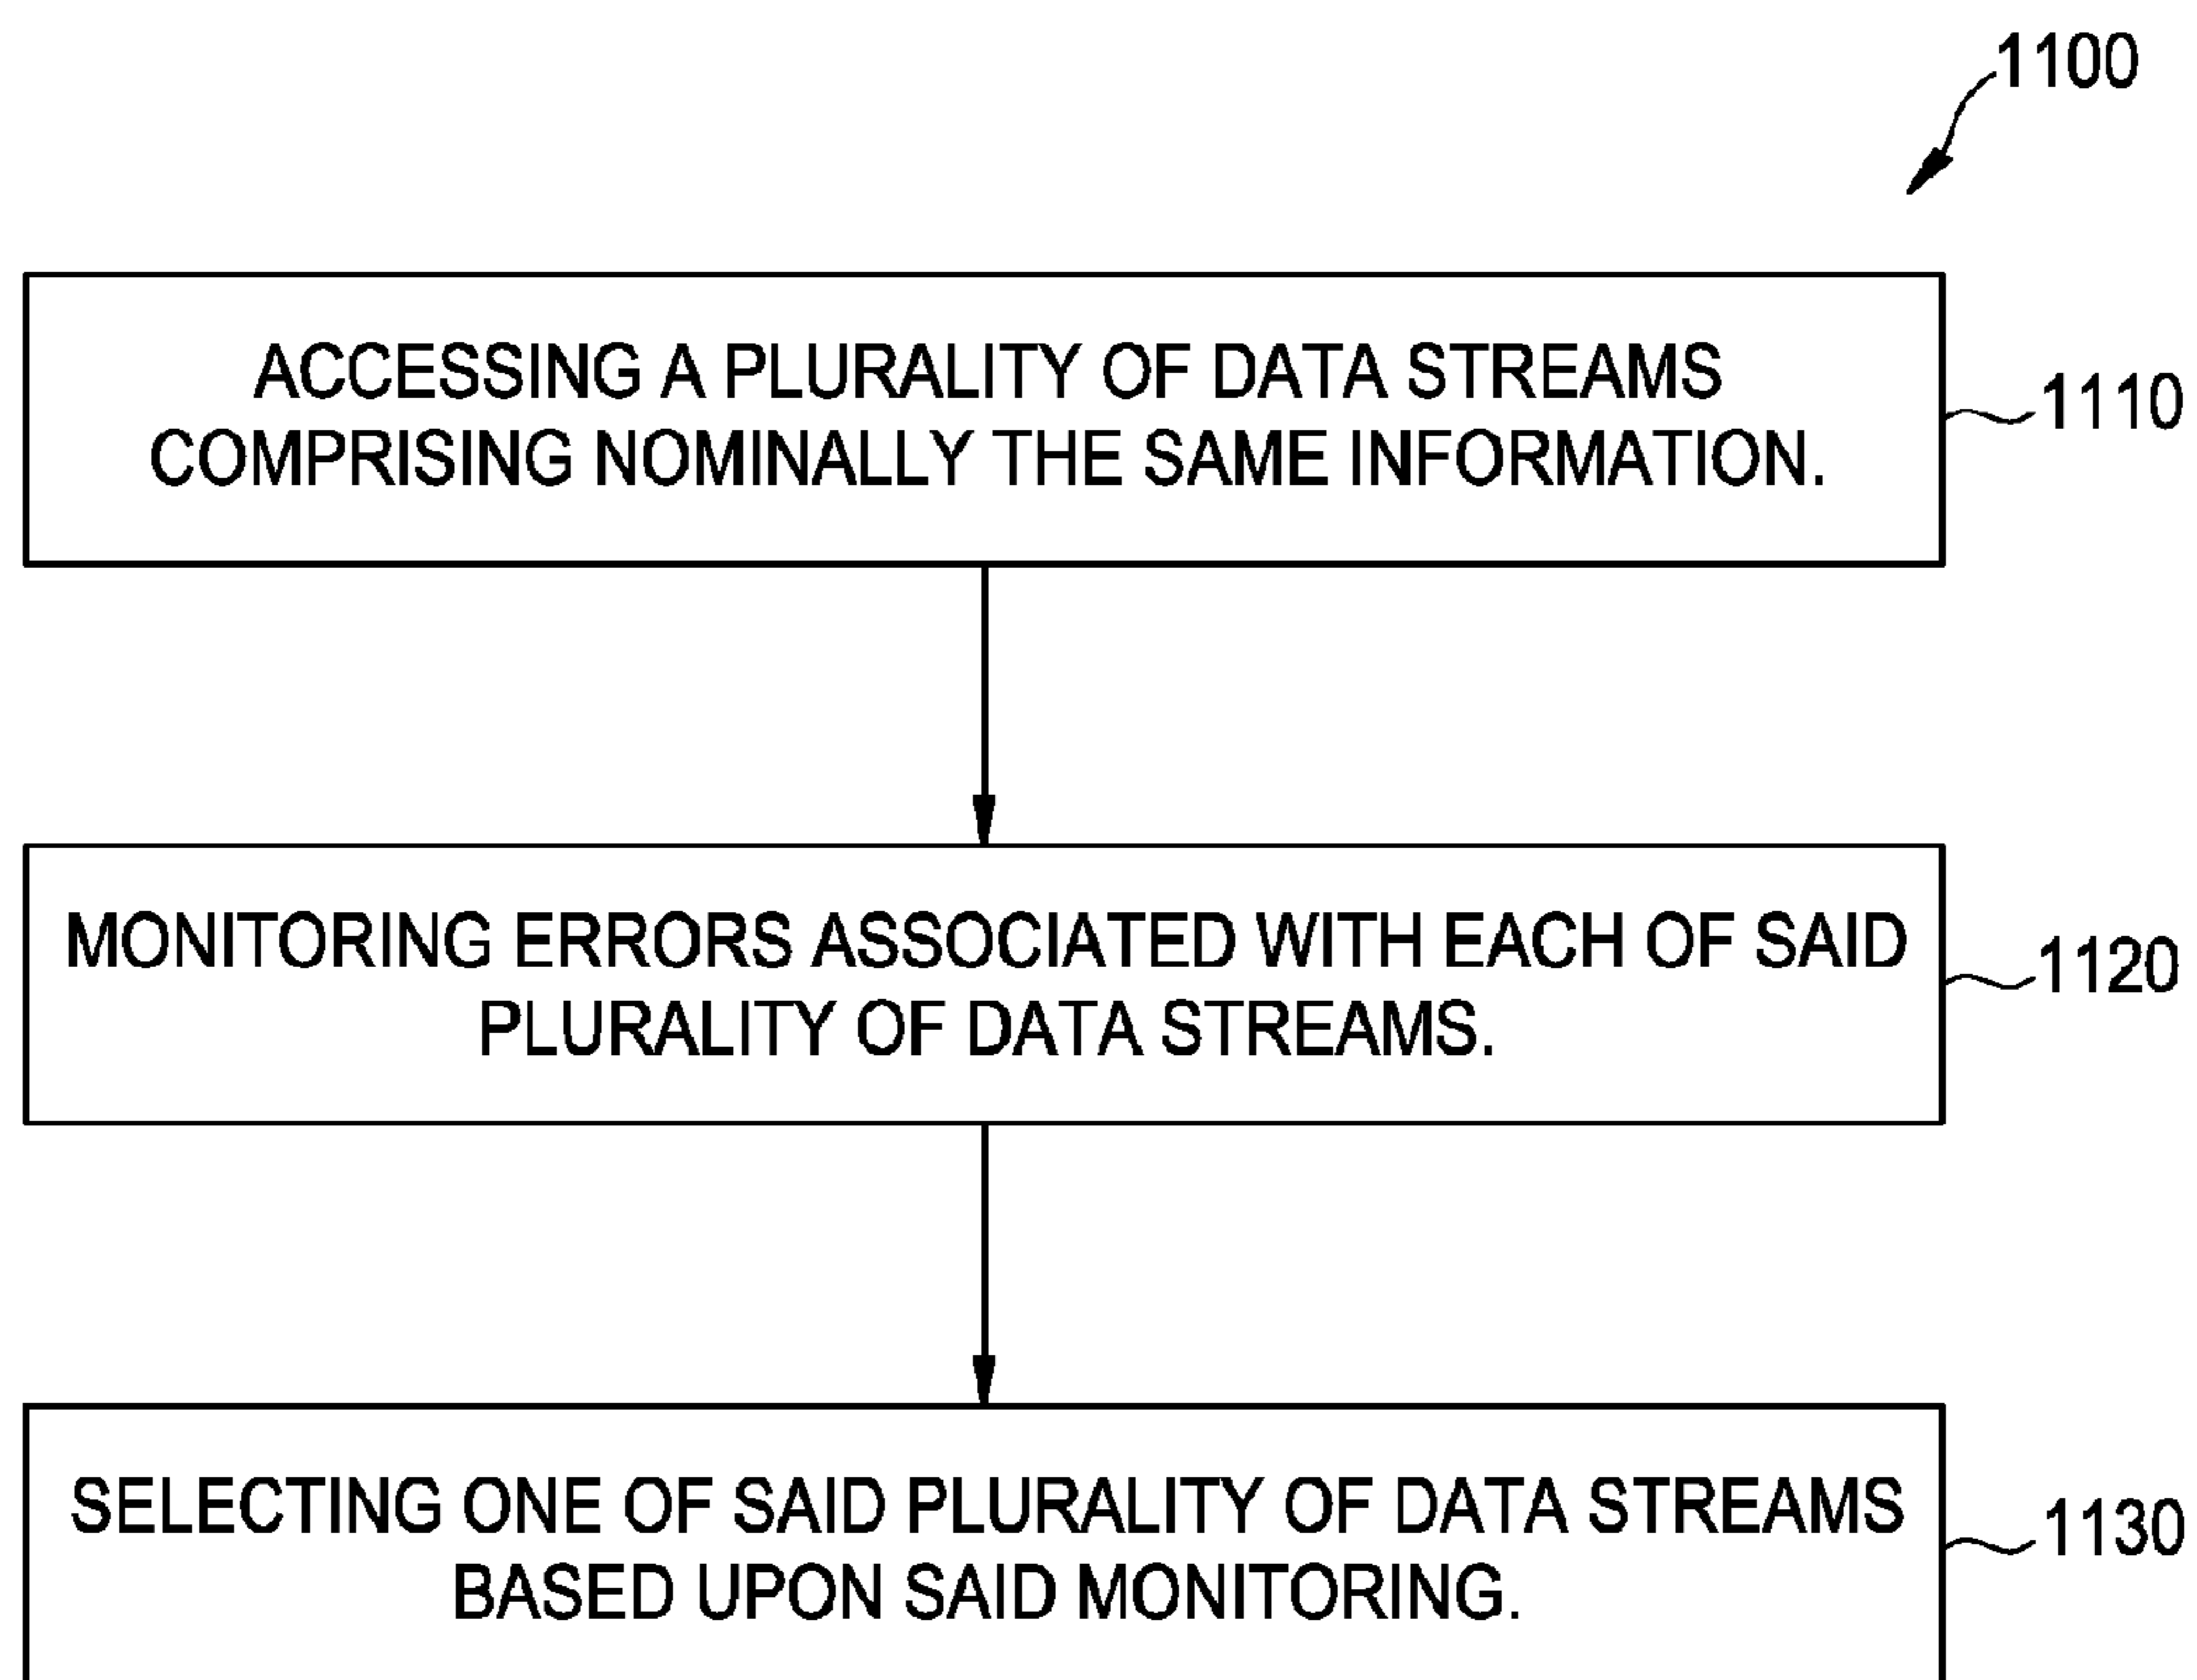 1100
ACCESSING A PLURALITY OF DATA STREAMS
COMPRISING NOMINALLY THE SAME INFORMATION.
1110
MONITORING ERRORS ASSOCIATED WITH EACH OF SAID
PLURALITY OF DATA STREAMS.
1120
SELECTING ONE OF SAID PLURALITY OF DATA STREAMS
BASED UPON SAID MONITORING.
1130